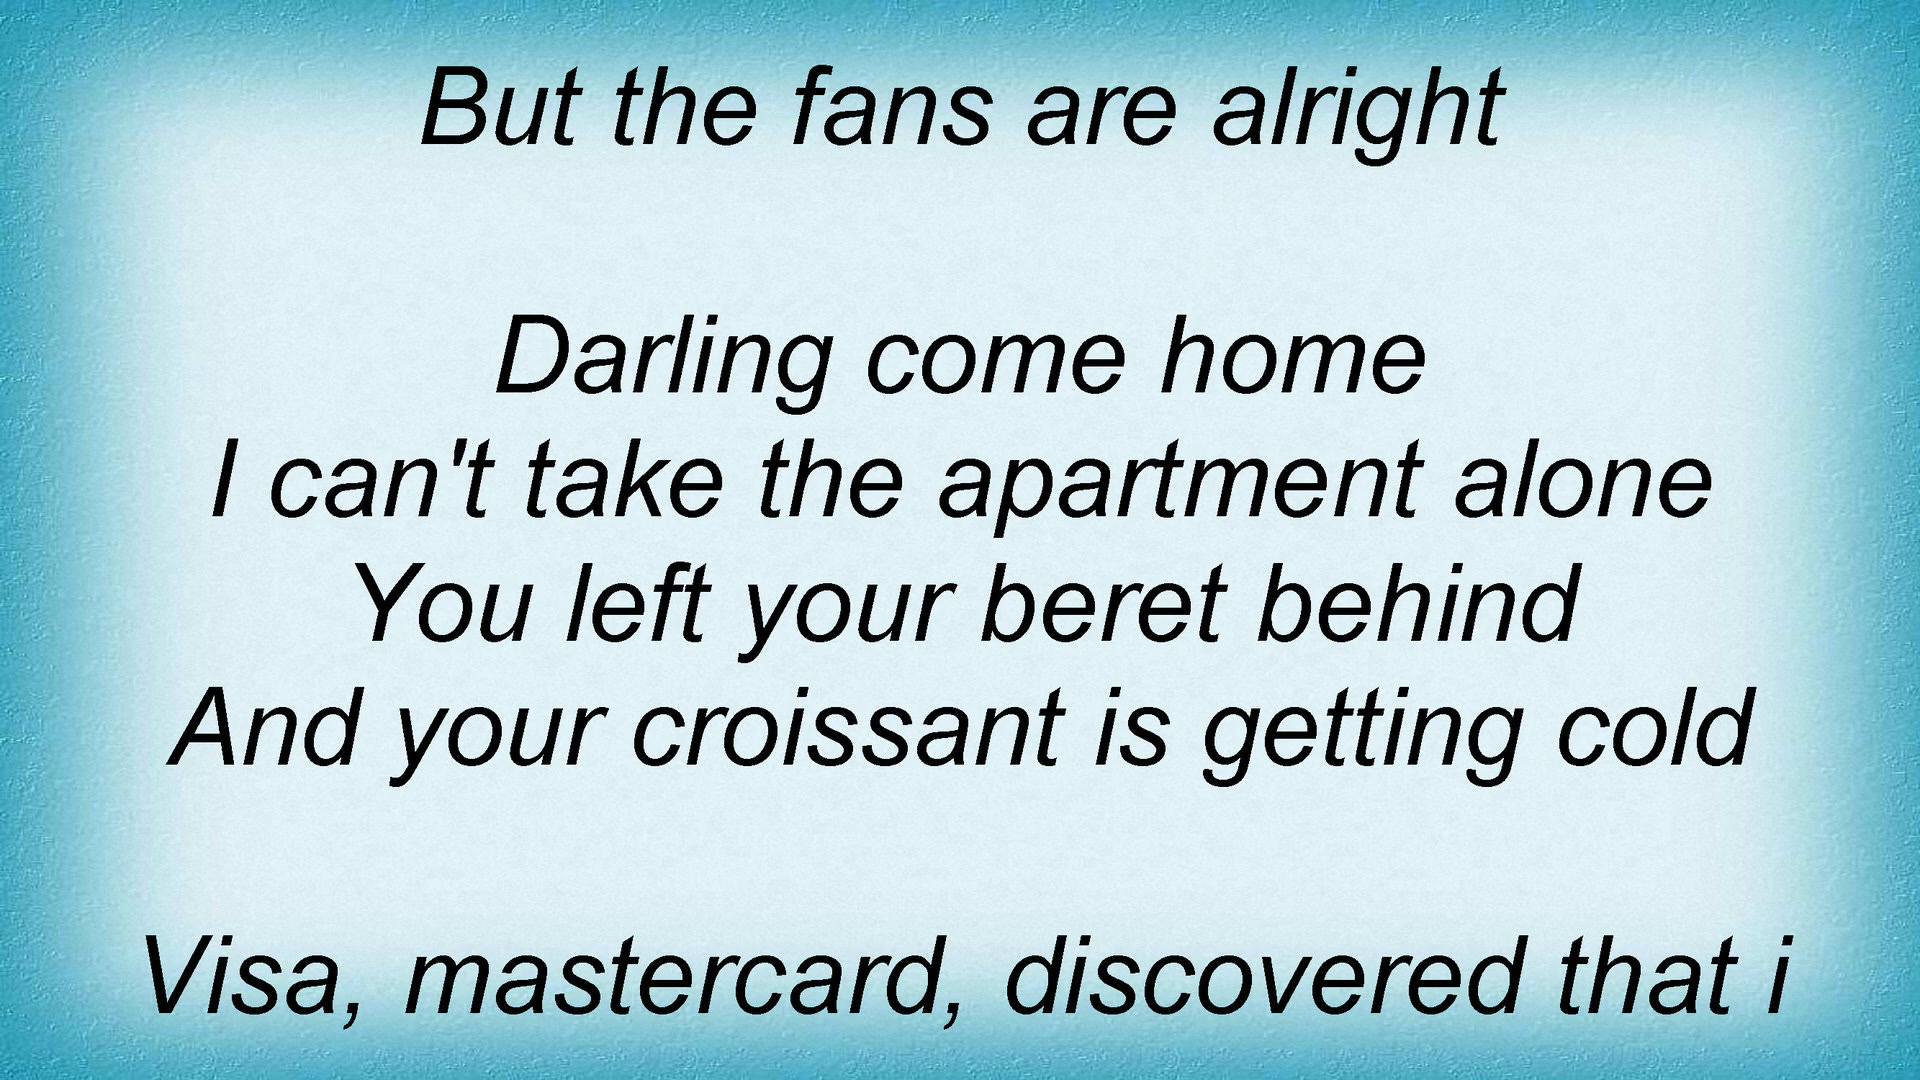 But the fans are alright
Darling come home
I can't take the apartment alone
You left your beret behind
And your croissant is getting cold
Visa, mastercard, discovered that i